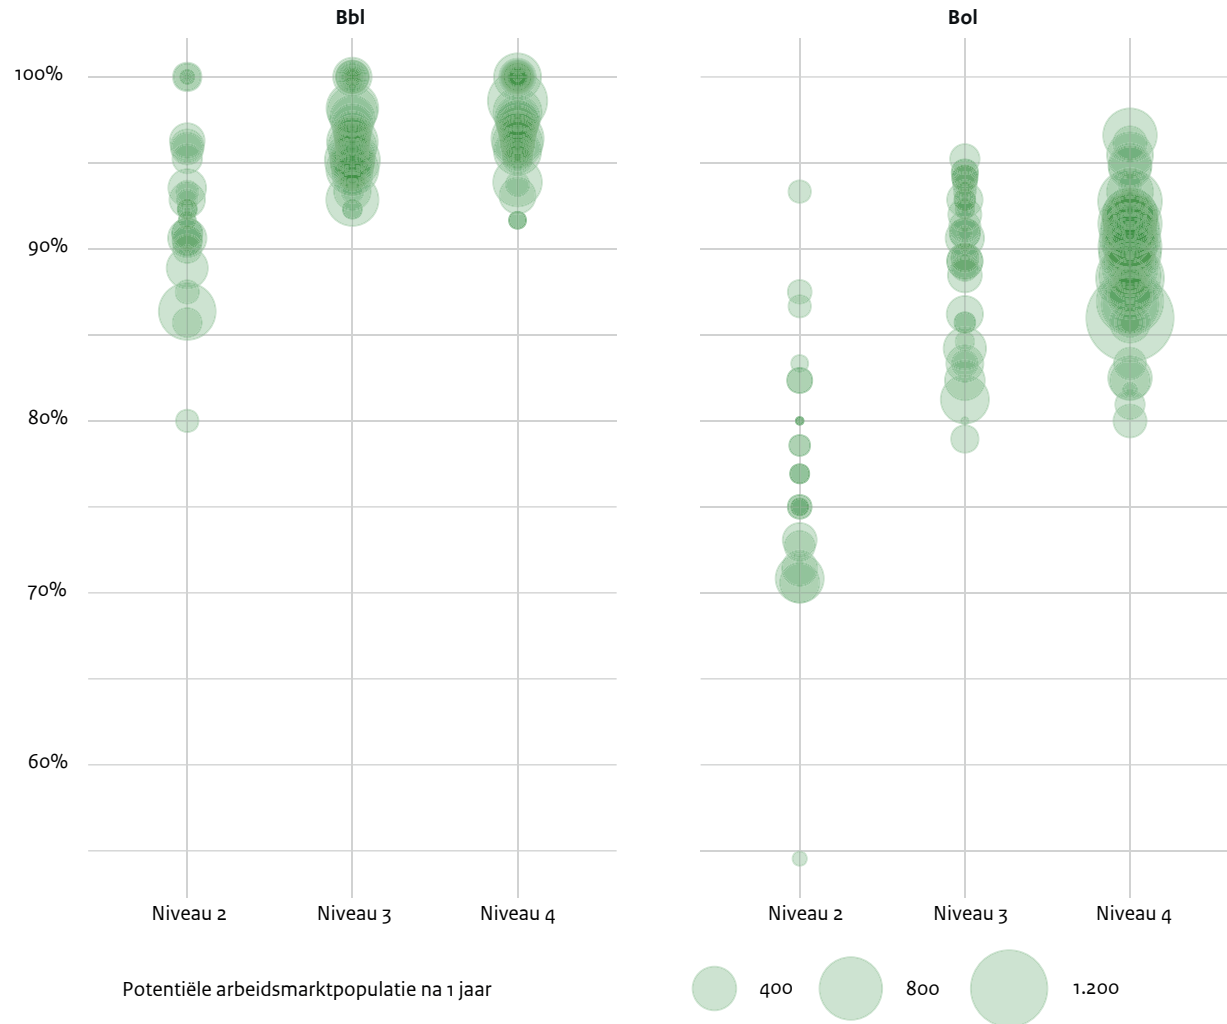 Bbl
Bol
100%
90%
80%
70%
60%
Niveau 2
Niveau 3
Niveau 4
Niveau 2
Niveau 3
Niveau 4
Potentiële arbeidsmarktpopulatie na 1 jaar
400
800
1.200